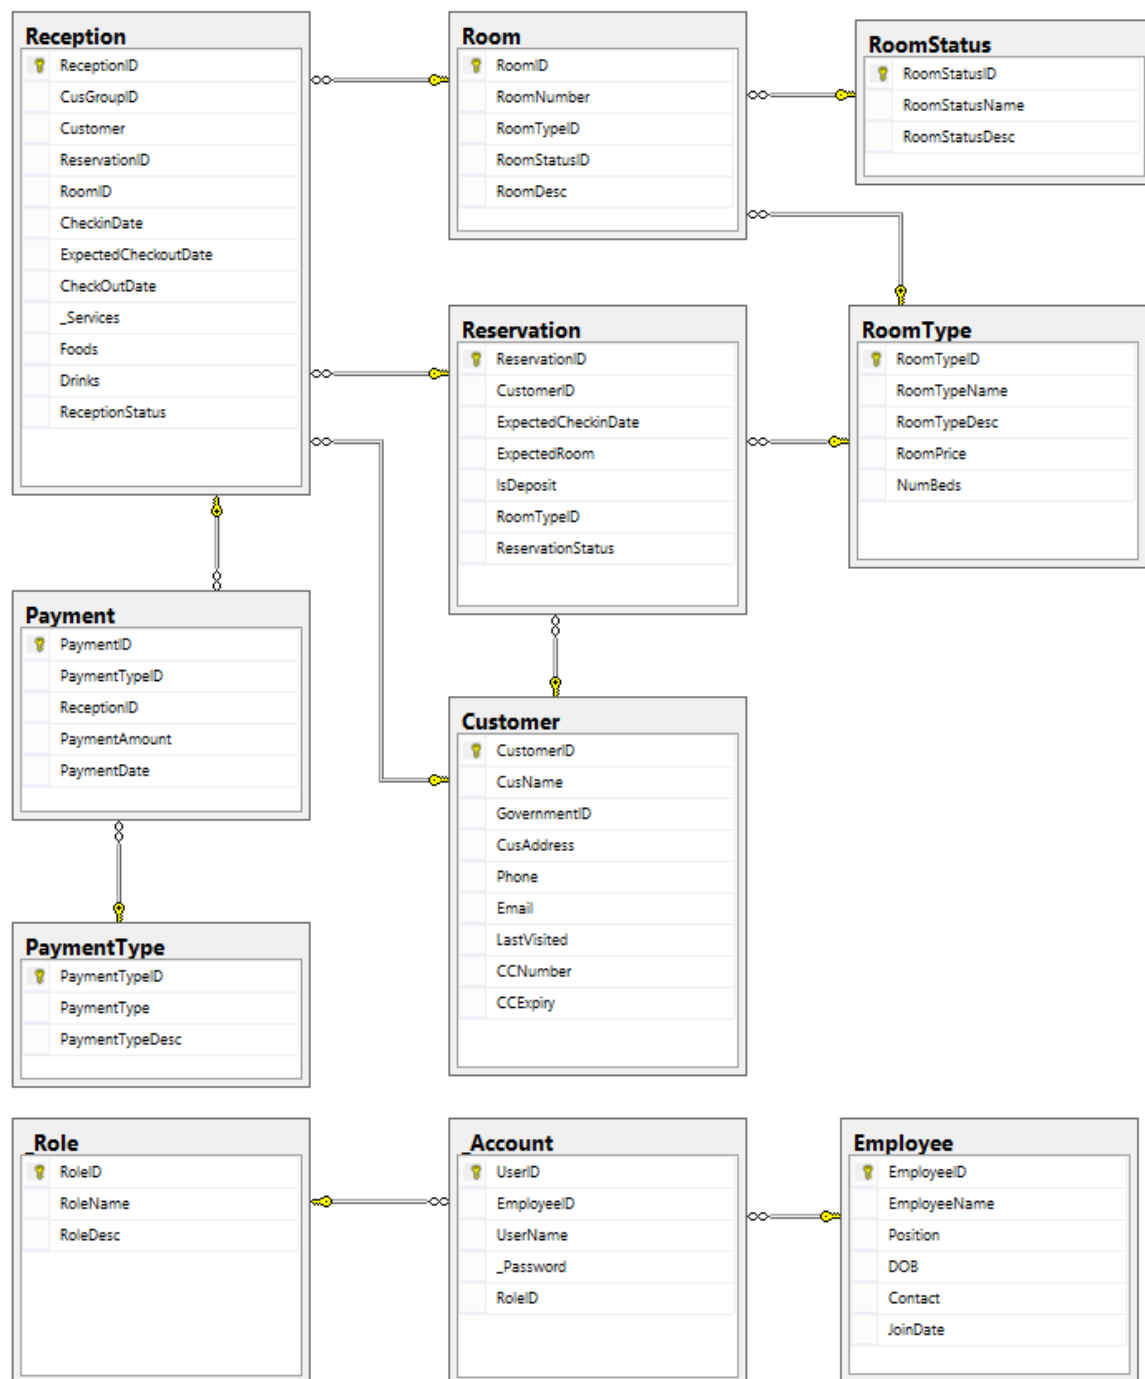 Reception
ReceptionID
CusGroupID
Customer
ReservationID
RoomID
CheckinDate
ExpectedCheckoutDate
CheckOutDate
_Services
Foods
Drinks
ReceptionStatus
Room
RoomID
RoomNumber
RoomTypeID
RoomStatusID
RoomDesc
RoomStatus
RoomStatusID
RoomStatusName
RoomStatusDesc
Reservation
ReservationID
CustomerID
ExpectedCheckinDate
ExpectedRoom
IsDeposit
RoomTypeID
ReservationStatus
RoomType
RoomTypeID
RoomTypeName
RoomTypeDesc
RoomPrice
NumBeds
Payment
PaymentID
PaymentTypeID
ReceptionID
PaymentAmount
PaymentDate
Customer
CustomerID
CusName
GovernmentID
CusAddress
Phone
Email
LastVisited
CCNumber
CCExpiry
PaymentType
PaymentTypeID
PaymentType
PaymentTypeDesc
_Role
RoleID
RoleName
RoleDesc
_Account
UserID
EmployeeID
UserName
_Password
RoleID
Employee
EmployeeID
EmployeeName
Position
DOB
Contact
JoinDate